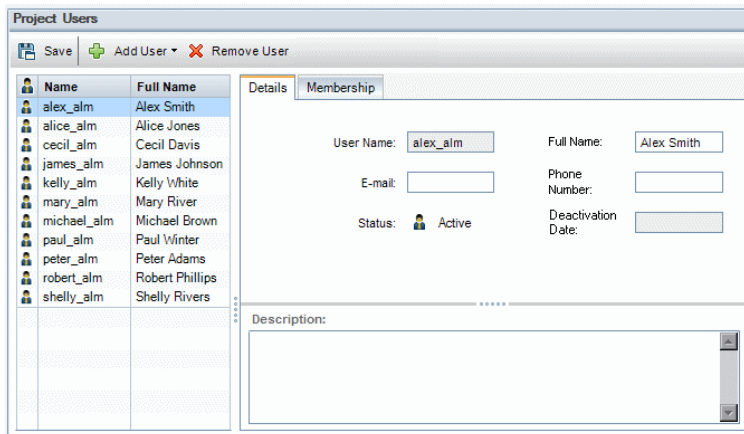 Project Users
Save Add User Remove User
Name Full Name
alex_alm Alex Smith
alice_alm Alice Jones
cecil_alm Cecil Davis
james_alm James Johnson
kelly_alm Kelly White
mary_alm Mary River
michael_alm Michael Brown
paul_alm Paul Winter
peter_alm Peter Adams
robert_alm Robert Phillips
shelly_alm Shelly Rivers
Details Membership
User Name: alex_alm Full Name: Alex Smith
E-mail: Phone
Number:
Status: Active Deactivation
Date:
Description: